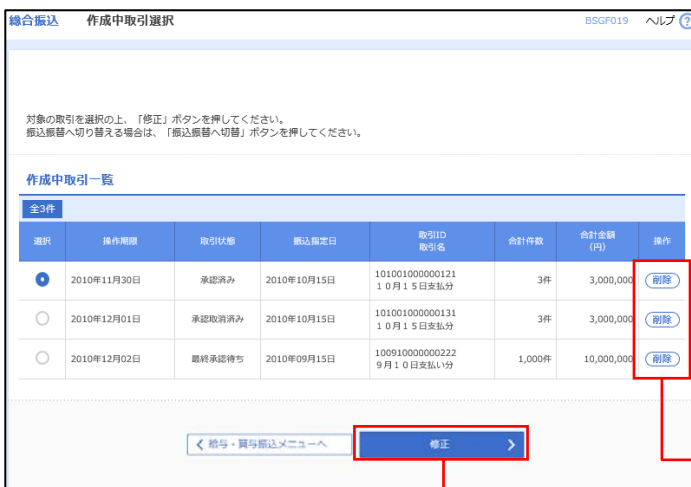 総合振込 作成中取引選択 BSGF019 ヘルプ ?
対象の取引を選択の上、「修正」ボタンを押してください。
振込振替へ切り替える場合は、「振込振替へ切替」ボタンを押してください。
作成中取引一覧
全3件
選択 操作期限 取引状態 振込指定日 取引ID 合計件数 合計金額 操作
取引名 (円)
2010年11月30日 承認済み 2010年10月15日 101001000000121 3件 3,000,000 削除
10月15日支払分
2010年12月01日 承認取消済み 2010年10月15日 101001000000131 3件 3,000,000 削除
10月15日支払分
2010年12月02日 最終承認待ち 2010年09月15日 100910000000222 1,000件 10,000,000 削除
9月10日支払い分
給与・賞与振込メニューへ 修正